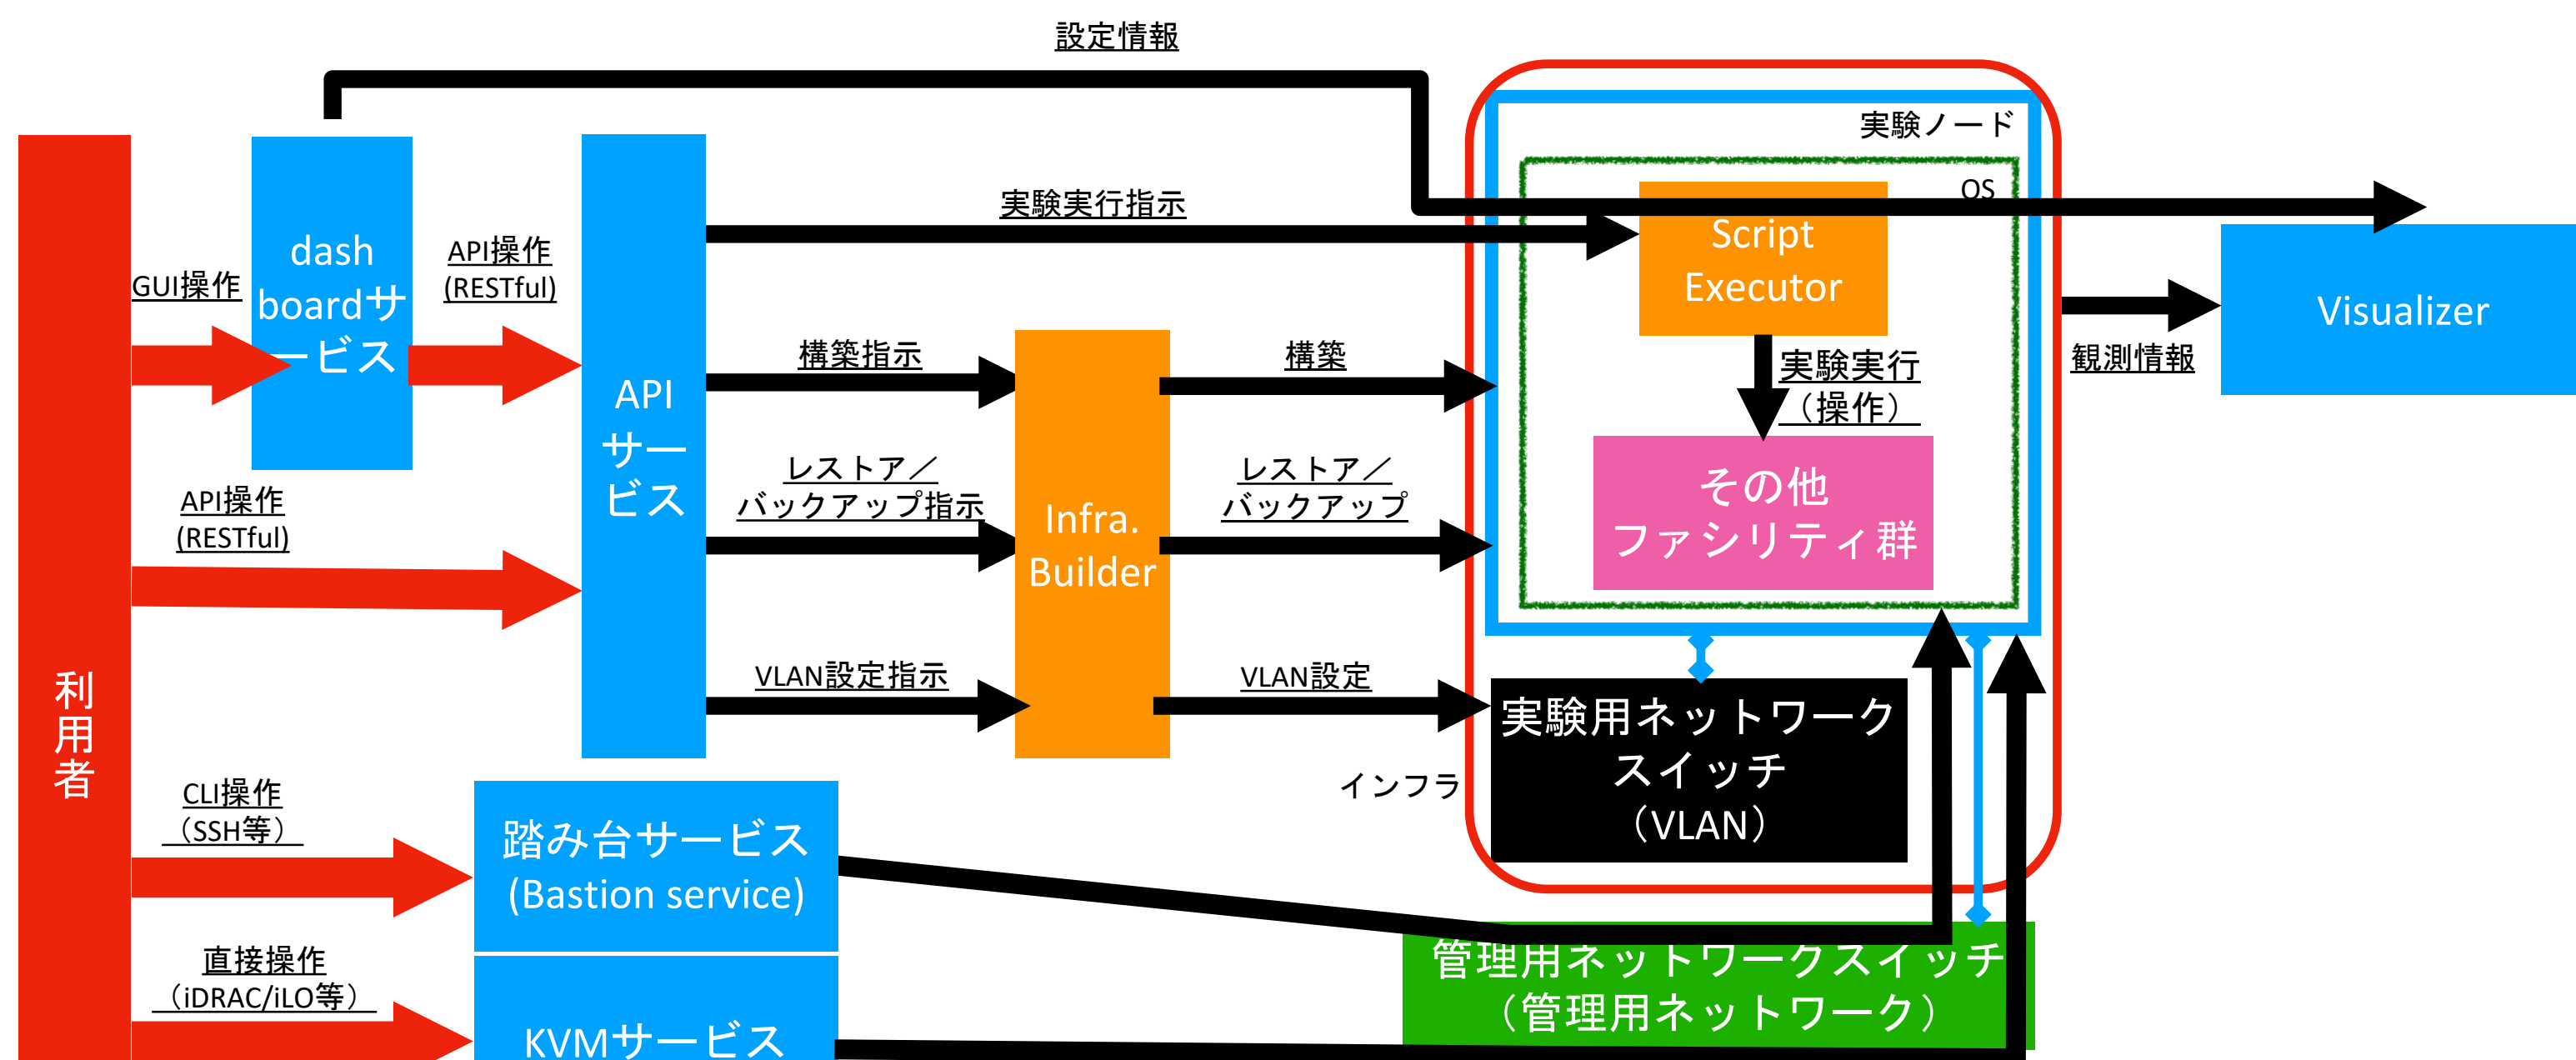 設定情報
実験ノード
OS
実験実行指示
Script
Executor
dash
boardサ
ービス
GUI操作
API操作
(RESTful)
Visualizer
観測情報
構築指示
構築
実験実行
（操作）
API
サー
ビス
レストア／
バックアップ指示
レストア／
バックアップ
その他
ファシリティ群
API操作
(RESTful)
Infra.
Builder
利
用
者
VLAN設定指示
VLAN設定
実験用ネットワーク
スイッチ
（VLAN）
インフラ
CLI操作
（SSH等）
踏み台サービス
(Bastion service)
直接操作
（iDRAC/iLO等）
管理用ネットワークスイッチ
（管理用ネットワーク）
KVMサービス